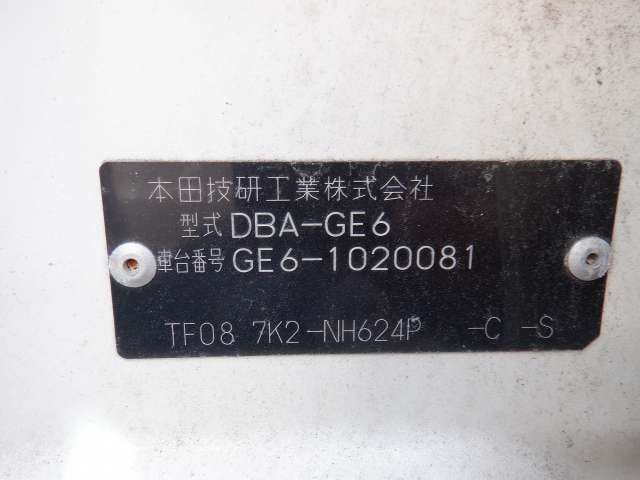 本田技研工業株式会社
型式 DBA-GE6
車台番号 GE6-1020081
TF08 7K2-NH624P -C -S